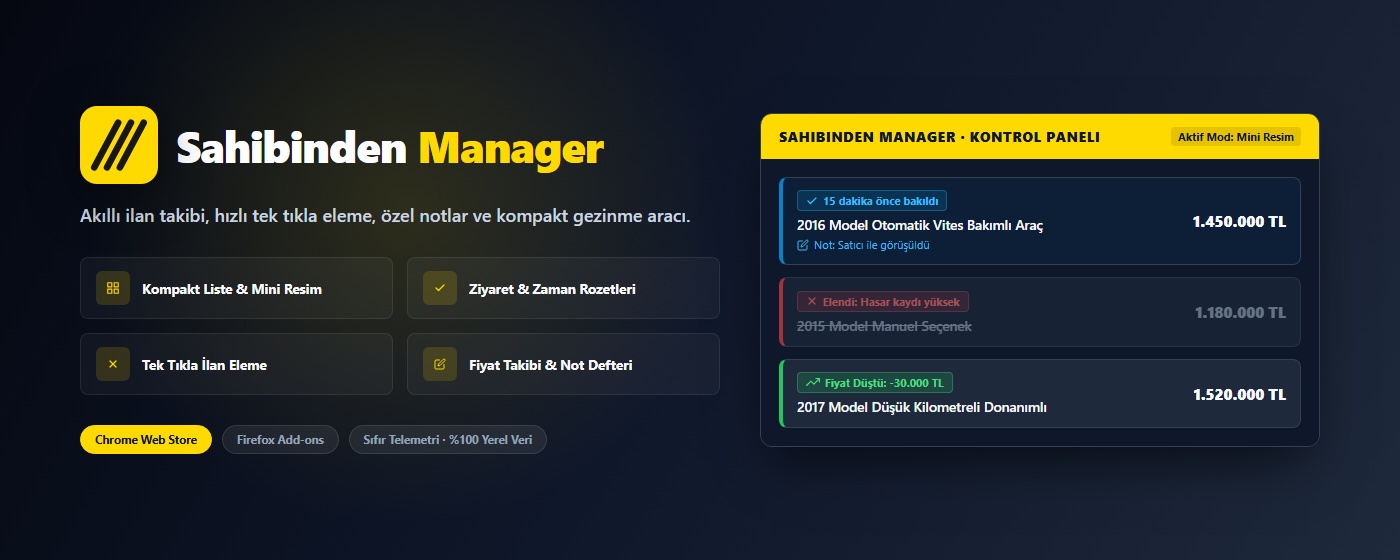 Sahibinden Manager
Akıllı ilan takibi, hızlı tek tıkla eleme, özel notlar ve kompakt gezinme aracı.
Kompakt Liste & Mini Resim
Ziyaret & Zaman Rozetleri
Tek Tıkla İlan Eleme
Fiyat Takibi & Not Defteri
Chrome Web Store
Firefox Add-ons
Sıfır Telemetri · %100 Yerel Veri
SAHIBINDEN MANAGER · KONTROL PANELİ
Aktif Mod: Mini Resim
15 dakika önce bakıldı
2016 Model Otomatik Vites Bakımlı Araç
1.450.000 TL
Not: Satıcı ile görüşüldü
Elendi: Hasar kaydı yüksek
2015 Model Manuel Seçenek
1.180.000 TL
Fiyat Düştü: -30.000 TL
2017 Model Düşük Kilometreli Donanımlı
1.520.000 TL